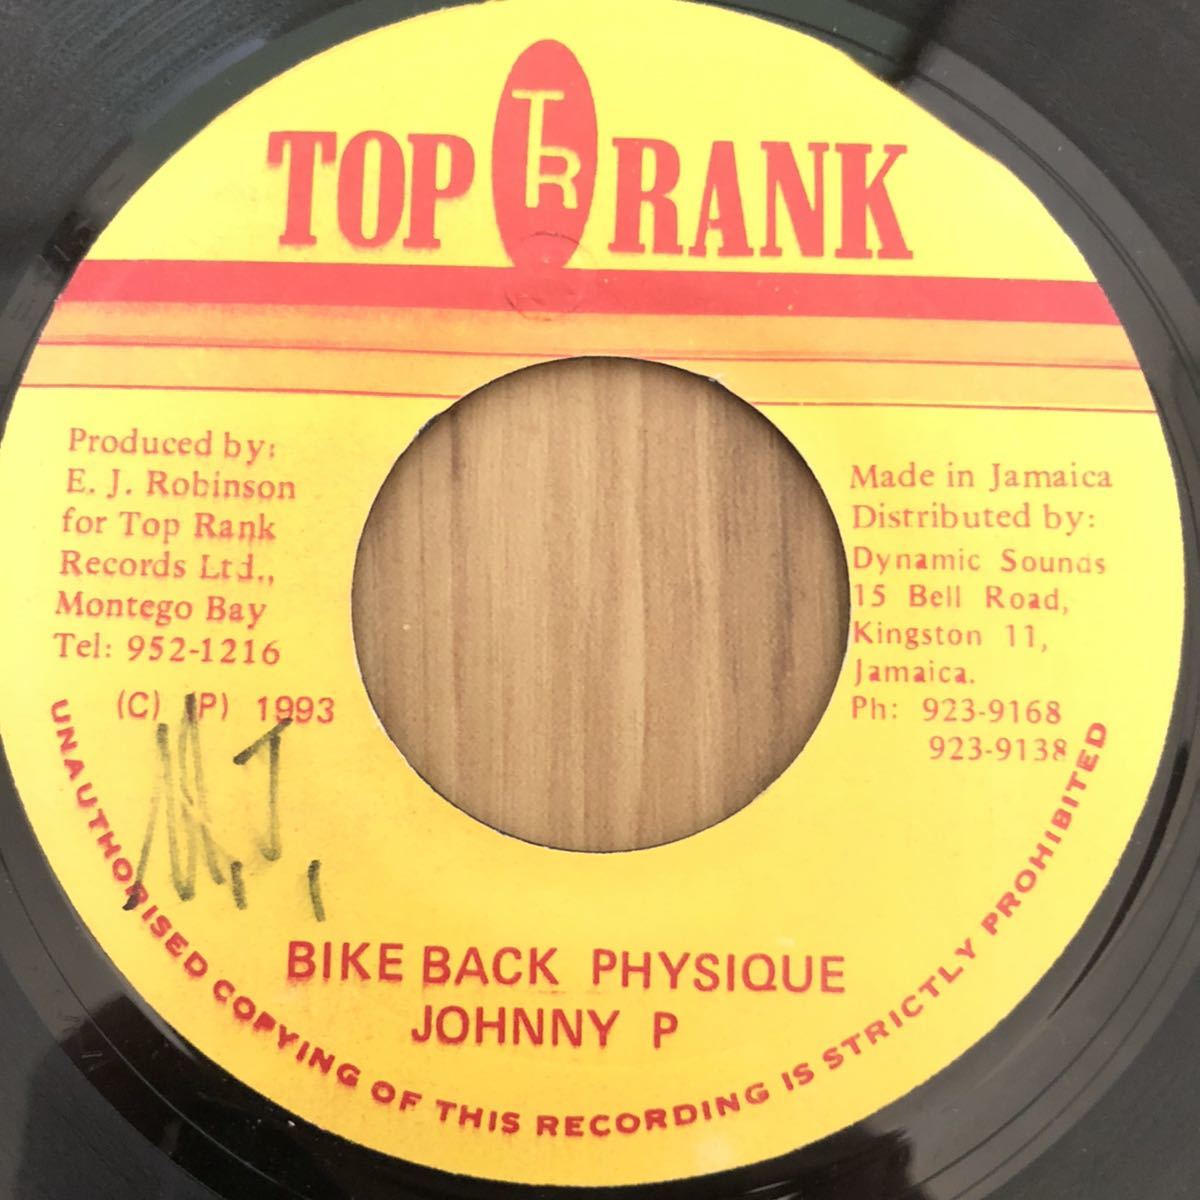 TOP TR RANK
Produced by:
E. J. Robinson
for Top Rank
Records Ltd.,
Montego Bay
Tel: 952-1216
(C) (P) 1993
M.J.
Made in Jamaica
Distributed by:
Dynamic Sounds
15 Bell Road,
Kingston 11,
Jamaica.
Ph: 923-9168
923-9138
BIKE BACK PHYSIQUE
JOHNNY P
UNAUTHORISED COPYING OF THIS RECORDING IS STRICTLY PROHIBITED